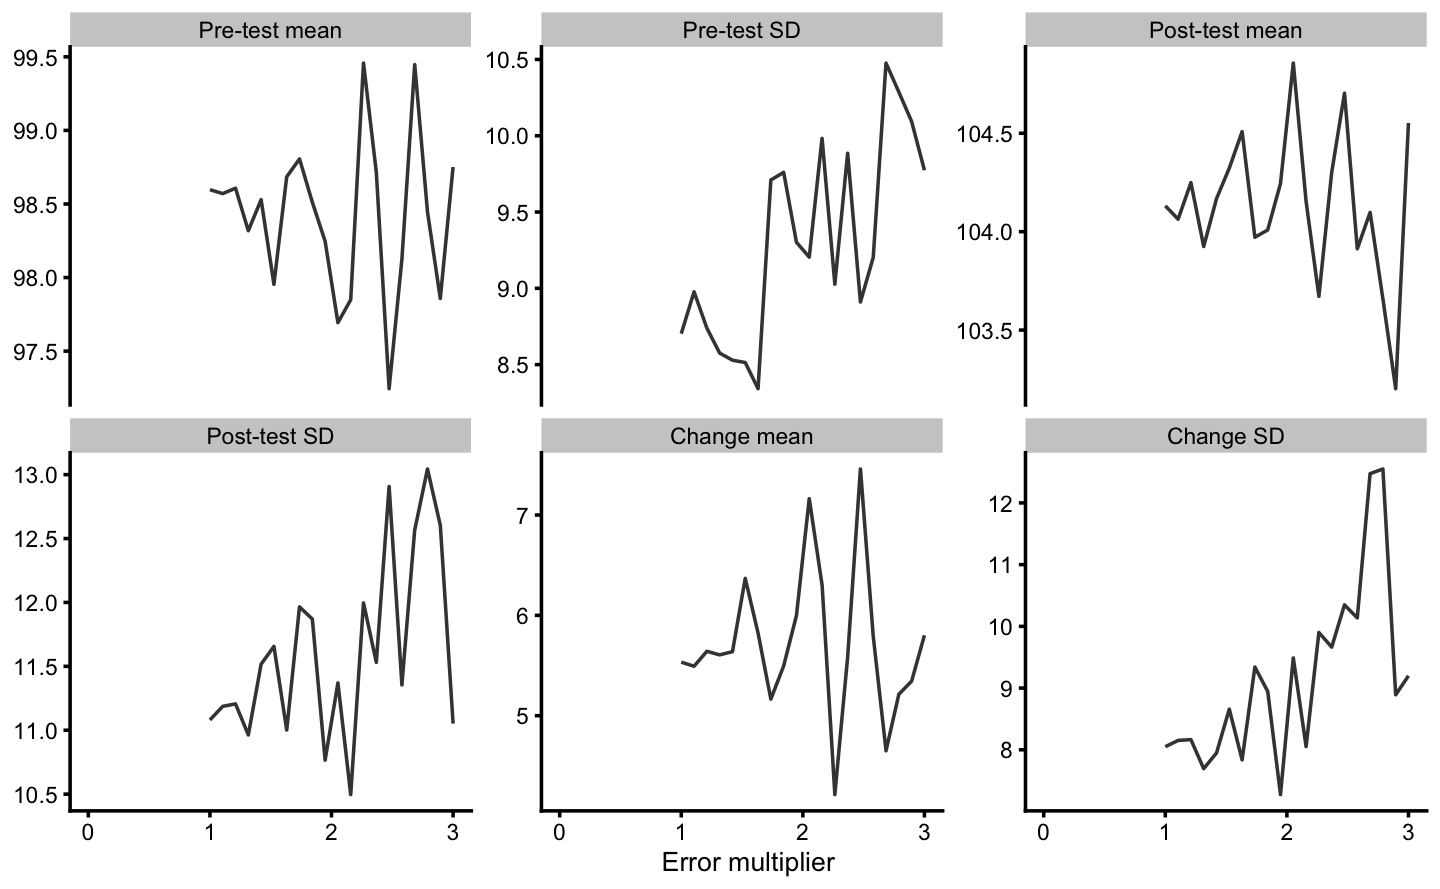 Pre-test mean
Pre-test SD
Post-test mean
99.5
99.0
98.5
98.0
97.5
10.5
10.0
9.5
9.0
8.5
104.5
104.0
103.5
Post-test SD
Change mean
Change SD
13.0
12.5
12.0
11.5
11.0
10.5
7
6
5
12
11
10
9
8
0 1 2 3
0 1 2 3
0 1 2 3
Error multiplier